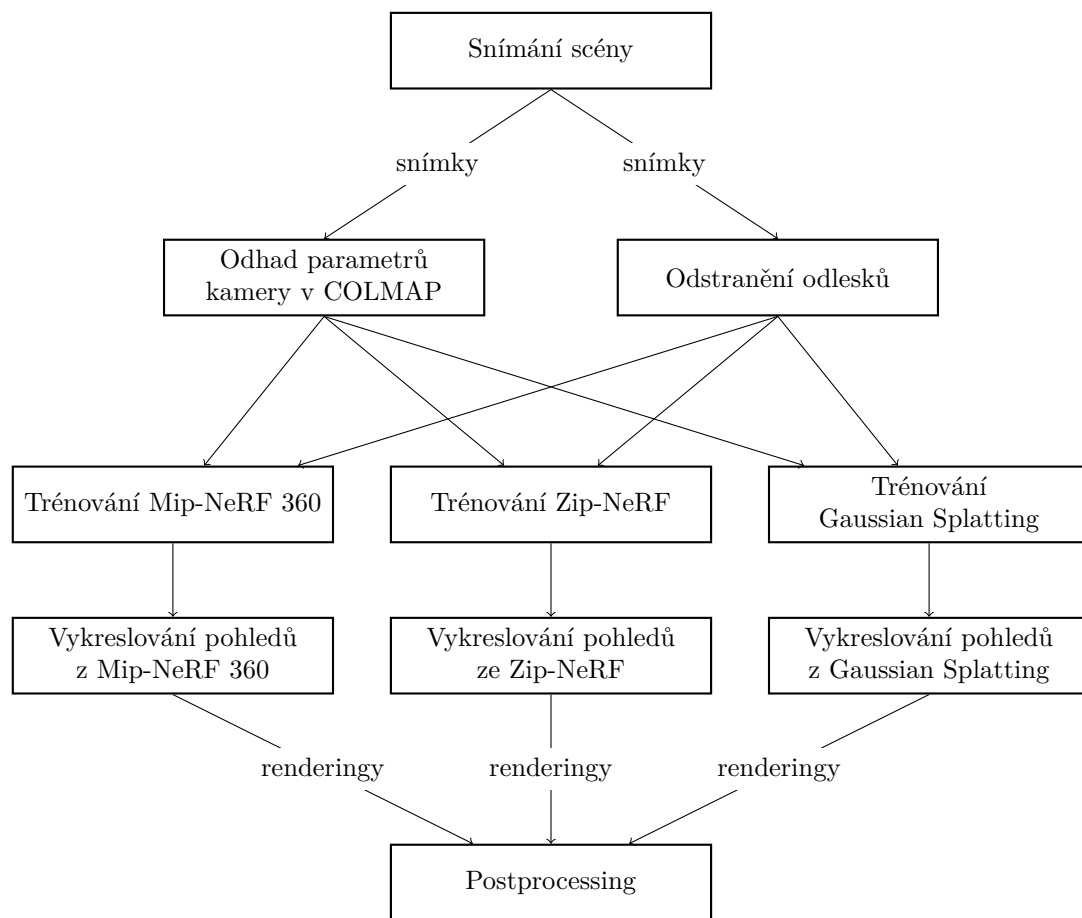 Snímání scény
snímky
snímky
Odhad parametrů
kamery v COLMAP
Odstranění odlesků
Trénování Mip-NeRF 360
Trénování Zip-NeRF
Trénování
Gaussian Splatting
Vykreslování pohledů
z Mip-NeRF 360
Vykreslování pohledů
ze Zip-NeRF
Vykreslování pohledů
z Gaussian Splatting
renderingy
renderingy
renderingy
Postprocessing